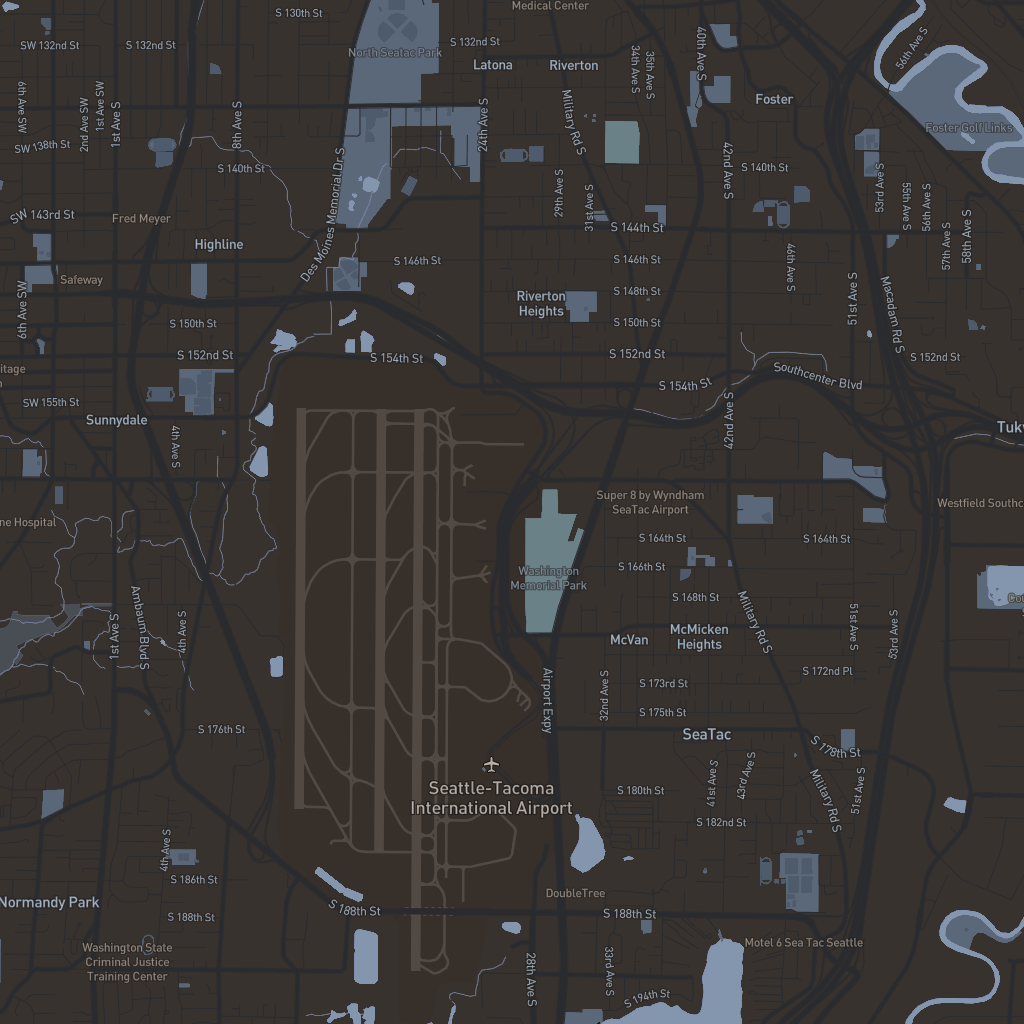 Medical Center
S 130th St
SW 132nd St
S 132nd St
S 132nd St
North Seatac Park
Latona
Riverton
40th Ave S
34th Ave S
35th Ave S
56th Ave S
6th Ave SW
2nd Ave SW
1st Ave SW
1st Ave S
8th Ave S
24th Ave S
Military Rd S
Foster
Foster Golf Links
SW 138th St
S 140th St
S 140th St
42nd Ave S
53rd Ave S
55th Ave S
56th Ave S
57th Ave S
58th Ave S
29th Ave S
31st Ave S
SW 143rd St
Fred Meyer
Des Moines Memorial Dr S
S 144th St
Highline
S 146th St
S 146th St
46th Ave S
Safeway
6th Ave SW
Riverton
Heights
S 148th St
51st Ave S
Macadam Rd S
S 150th St
S 150th St
S 152nd St
S 154th St
S 152nd St
S 152nd St
S 154th St
Southcenter Blvd
SW 155th St
Sunnydale
4th Ave S
42nd Ave S
Super 8 by Wyndham
SeaTac Airport
Westfield Southc
ne Hospital
S 164th St
S 164th St
Washington
Memorial Park
S 166th St
S 168th St
1st Ave S
Ambaum Blvd S
4th Ave S
McVan
McMicken
Heights
Military Rd S
51st Ave S
53rd Ave S
S 172nd Pl
S 173rd St
32nd Ave S
Airport Expy
S 175th St
S 176th St
SeaTac
S 178th St
Seattle-Tacoma
International Airport
S 180th St
41st Ave S
43rd Ave S
Military Rd S
51st Ave S
S 182nd St
4th Ave S
S 186th St
DoubleTree
Normandy Park
S 188th St
S 188th St
S 188th St
Washington State
Criminal Justice
Training Center
Motel 6 Sea Tac Seattle
28th Ave S
33rd Ave S
S 194th St